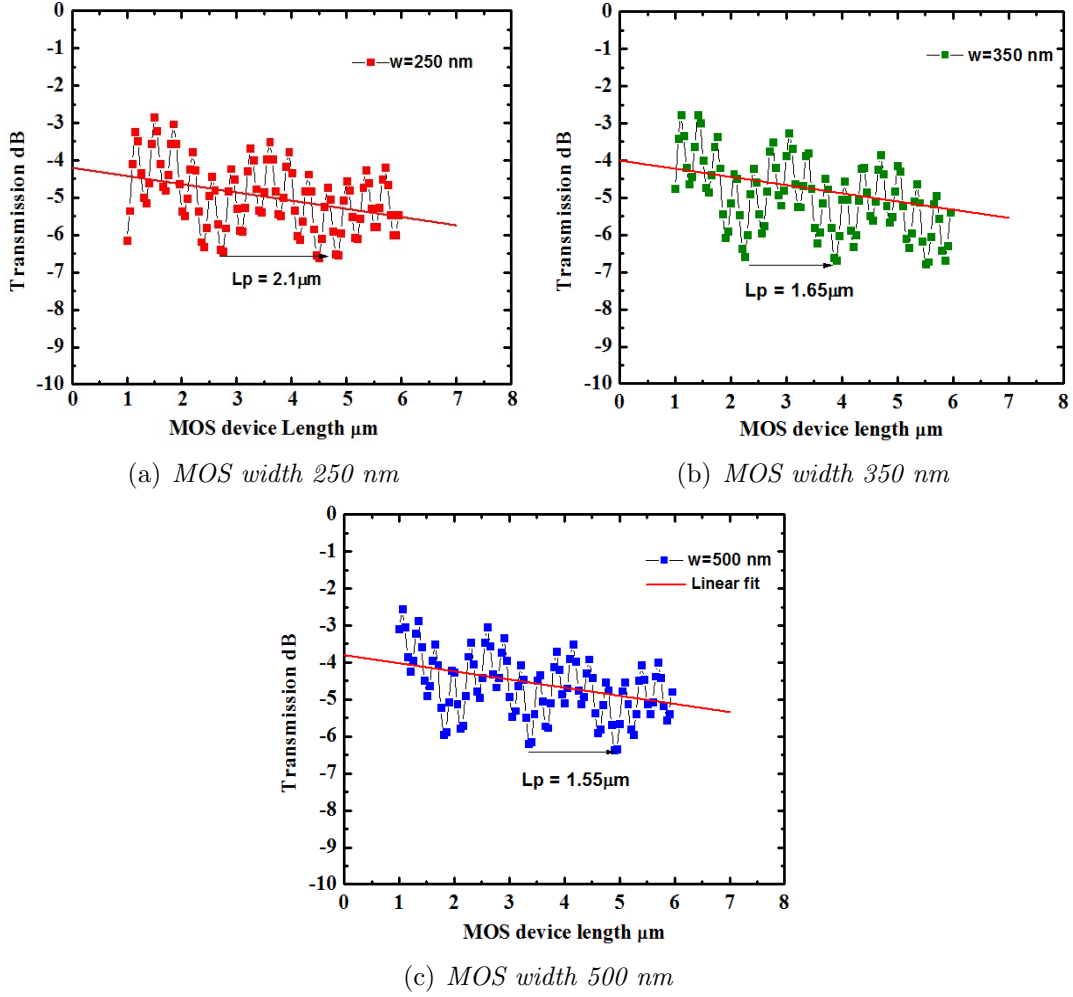 0
-1
-2
-3
-4
-5
-6
-7
-8
-9
-10
Transmission dB
w=250 nm
Lp = 2.1μm
0 1 2 3 4 5 6 7 8
MOS device Length μm
(a) MOS width 250 nm
0
-1
-2
-3
-4
-5
-6
-7
-8
-9
-10
Transmission dB
w=350 nm
Lp = 1.65μm
0 1 2 3 4 5 6 7 8
MOS device length μm
(b) MOS width 350 nm
0
-1
-2
-3
-4
-5
-6
-7
-8
-9
-10
Transmission dB
w=500 nm
Linear fit
Lp = 1.55μm
0 1 2 3 4 5 6 7 8
MOS device length μm
(c) MOS width 500 nm